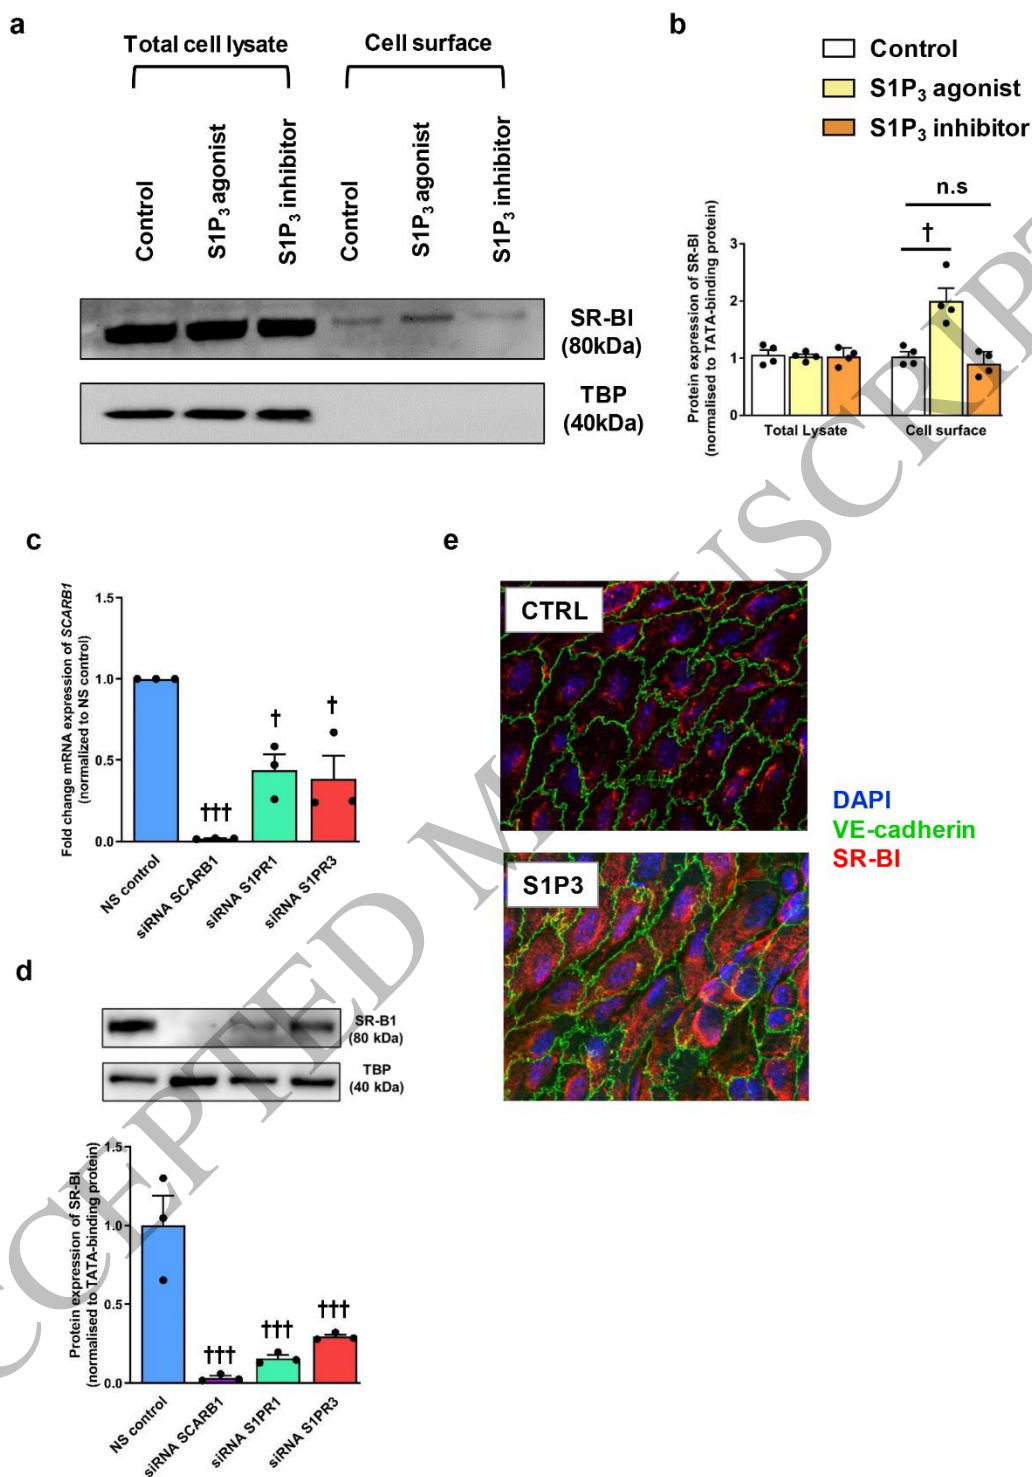 a
Total cell lysate
Cell surface
Control
S1P3 agonist
S1P3 inhibitor
Control
S1P3 agonist
S1P3 inhibitor
SR-BI
(80kDa)
TBP
(40kDa)
b
Control
S1P3 agonist
S1P3 inhibitor
n.s
†
Protein expression of SR-BI
(normalised to TATA-binding protein)
3
2
1
0
Total Lysate
Cell surface
c
Fold change mRNA expression of SCARB1
(normalized to NS control)
1.5
1.0
0.5
0.0
†††
†
†
NS control
siRNA SCARB1
siRNA S1PR1
siRNA S1PR3
d
SR-B1
(80 kDa)
TBP
(40 kDa)
Protein expression of SR-BI
(normalised to TATA-binding protein)
1.5
1.0
0.5
0.0
†††
†††
†††
NS control
siRNA SCARB1
siRNA S1PR1
siRNA S1PR3
e
CTRL
S1P3
DAPI
VE-cadherin
SR-BI
CCEPTED MANUSCRIPT